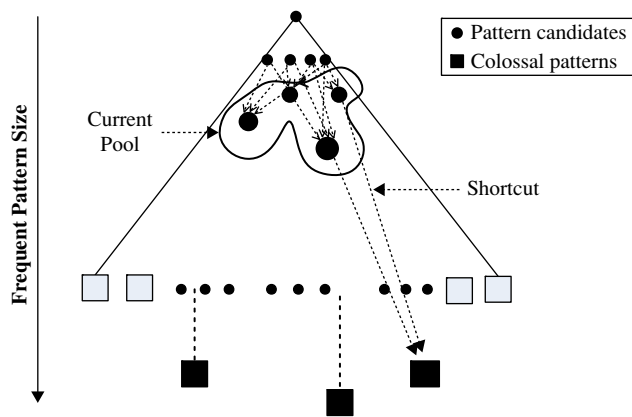 Pattern candidates
Colossal patterns
Current
Pool
Shortcut
Frequent Pattern Size